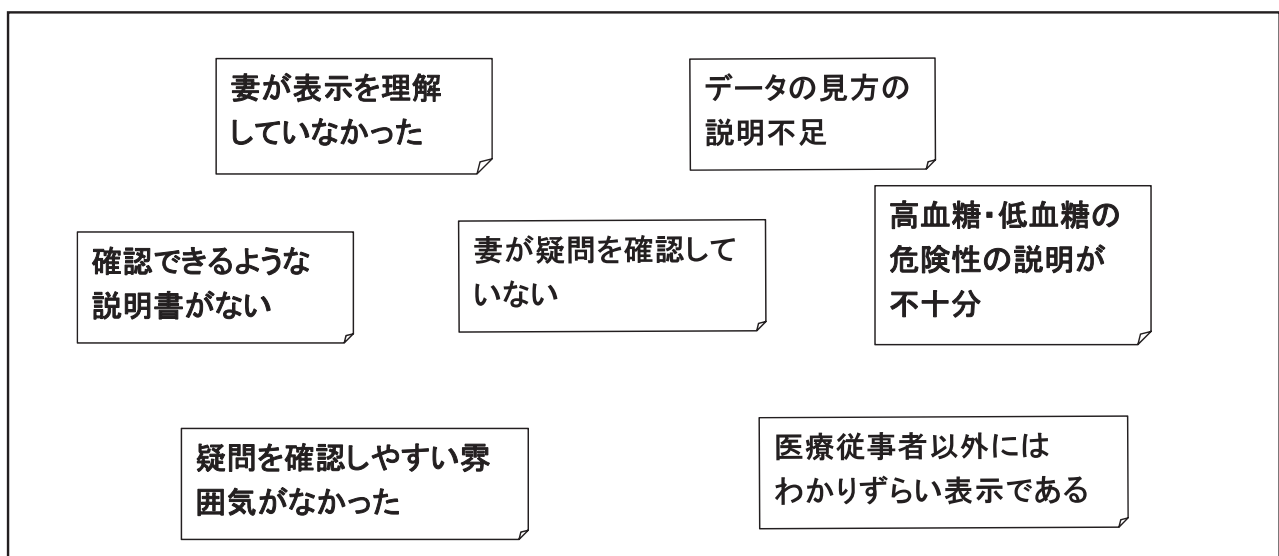 妻が表示を理解
していなかった
データの見方の
説明不足
確認できるような
説明書がない
妻が疑問を確認して
いない
高血糖・低血糖の
危険性の説明が
不十分
疑問を確認しやすい雰
囲気がなかった
医療従事者以外には
わかりずらい表示である